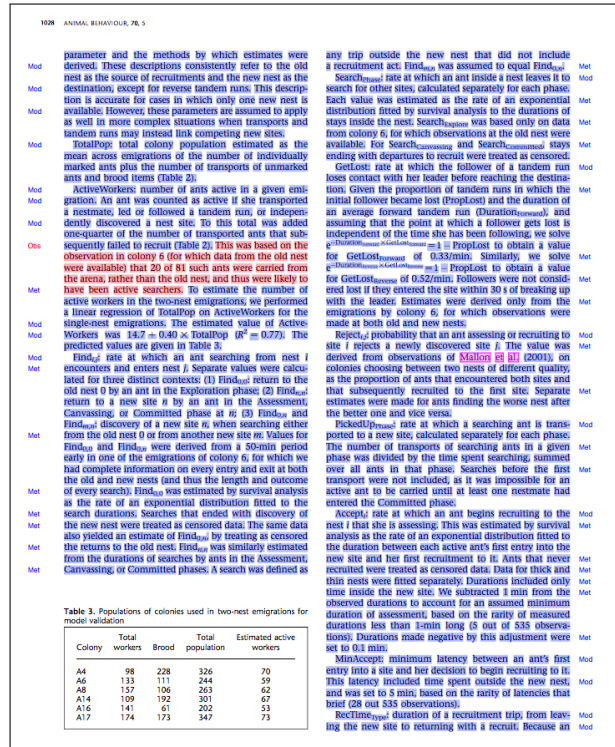 1028 ANIMAL BEHAVIOUR, 70, 5
parameter and the methods by which estimates were
derived. These descriptions consistently refer to the old
Mod
nest as the source of recruitments and the new nest as the
destination, except for reverse tandem runs. This descrip-
Mod
tion is accurate for cases in which only one new nest is
available. However, these parameters are assumed to apply
Mod
as well in more complex situations when transports and
tandem runs may instead link competing new sites.
TotalPop: total colony population estimated as the
Mod
mean across emigrations of the number of individually
marked ants plus the number of transports of unmarked
ants and brood items (Table 2).
ActiveWorkers: number of ants active in a given emi-
Mod
gration. An ant was counted as active if she transported
Mod
a nestmate, led or followed a tandem run, or indepen-
dently discovered a nest site. To this total was added
Mod
one-quarter of the number of transported ants that sub-
sequently failed to recruit (Table 2). This was based on the
Obs
observation in colony 6 (for which data from the old nest
were available) that 20 of 81 such ants were carried from
the arena, rather than the old nest, and thus were likely to
have been active searchers. To estimate the number of
Met
active workers in the two-nest emigrations, we performed
a linear regression of TotalPop on ActiveWorkers for the
single-nest emigrations. The estimated value of Active-
Mod
Workers was 14.7 + 0.40 × TotalPop (R² = 0.77). The
Mod
predicted values are given in Table 3.
Find i,j: rate at which an ant searching from nest i
Mod
encounters and enters nest j. Separate values were calcu-
Met
lated for three distinct contexts: (1) Find 0,0: return to the
old nest 0 by an ant in the Exploration phase; (2) Find n,n:
return to a new site n by an ant in the Assessment,
Canvassing, or Committed phase at n; (3) Find 0,n and
Find m,n: discovery of a new site n, when searching either
from the old nest 0 or from another new site m. Values for
Met
Find 0,0 and Find 0,n were derived from a 50-min period
early in one of the emigrations of colony 6, for which we
had complete information on every entry and exit at both
the old and new nests (and thus the length and outcome
of every search). Find 0,0 was estimated by survival analysis
Met
as the rate of an exponential distribution fitted to the
search durations. Searches that ended with discovery of
Met
the new nest were treated as censored data. The same data
Met
also yielded an estimate of Find 0,n, by treating as censored
the returns to the old nest. Find n,n was similarly estimated
Met
from the durations of searches by ants in the Assessment,
Canvassing, or Committed phases. A search was defined as
Met
Table 3. Populations of colonies used in two-nest emigrations for
model validation
Colony Total workers Brood Total population Estimated active workers
A4 98 228 326 70
A6 133 111 244 59
A8 157 106 263 62
A14 109 192 301 67
A16 141 61 202 53
A17 174 173 347 73
any trip outside the new nest that did not include
a recruitment act. Find m,n was assumed to equal Find 0,n.
Met
Search Phase: rate at which an ant inside a nest leaves it to
Mod
search for other sites, calculated separately for each phase.
Each value was estimated as the rate of an exponential
Met
distribution fitted by survival analysis to the durations of
stays inside the nest. Search Explore was based only on data
Met
from colony 6, for which observations at the old nest were
available. For Search Canvassing and Search Committed, stays
Met
ending with departures to recruit were treated as censored.
GetLost: rate at which the follower of a tandem run
Mod
loses contact with her leader before reaching the destina-
tion. Given the proportion of tandem runs in which the
Met
initial follower became lost (PropLost) and the duration of
an average forward tandem run (Duration Forward), and
assuming that the point at which a follower gets lost is
independent of the time she has been following, we solve
e −Duration Forward × GetLost Forward = 1 − PropLost to obtain a value
for GetLost Forward of 0.33/min. Similarly, we solve
Met
e −Duration Reverse × GetLost Reverse = 1 − PropLost to obtain a value
for GetLost Reverse of 0.52/min. Followers were not consid-
Met
ered lost if they entered the site within 30 s of breaking up
with the leader. Estimates were derived only from the
Met
emigrations by colony 6, for which observations were
made at both old and new nests.
Reject i,j: probability that an ant assessing or recruiting to
Mod
site i rejects a newly discovered site j. The value was
Met
derived from observations of Mallon et al. (2001), on
colonies choosing between two nests of different quality,
as the proportion of ants that encountered both sites and
that subsequently recruited to the first site. Separate
Met
estimates were made for ants finding the worse nest after
the better one and vice versa.
PickedUp Phase: rate at which a searching ant is trans-
Mod
ported to a new site, calculated separately for each phase.
The number of transports of searching ants in a given
Met
phase was divided by the time spent searching, summed
over all ants in that phase. Searches before the first
Met
transport were not included, as it was impossible for an
active ant to be carried until at least one nestmate had
entered the Committed phase.
Accept i: rate at which an ant begins recruiting to the
Mod
nest i that she is assessing. This was estimated by survival
Met
analysis as the rate of an exponential distribution fitted to
the duration between each active ant's first entry into the
new site and her first recruitment to it. Ants that never
Met
recruited were treated as censored data. Data for thick and
Met
thin nests were fitted separately. Durations included only
Met
time inside the new site. We subtracted 1 min from the
Met
observed durations to account for an assumed minimum
duration of assessment, based on the rarity of measured
durations less than 1-min long (5 out of 535 observa-
tions). Durations made negative by this adjustment were
Met
set to 0.1 min.
MinAccept: minimum latency between an ant's first
Mod
entry into a site and her decision to begin recruiting to it.
This latency included time spent outside the new nest,
Mod
and was set to 5 min, based on the rarity of latencies that
brief (28 out 535 observations).
RecTime Type: duration of a recruitment trip, from leav-
Mod
ing the new site to returning with a recruit. Because an
Mod